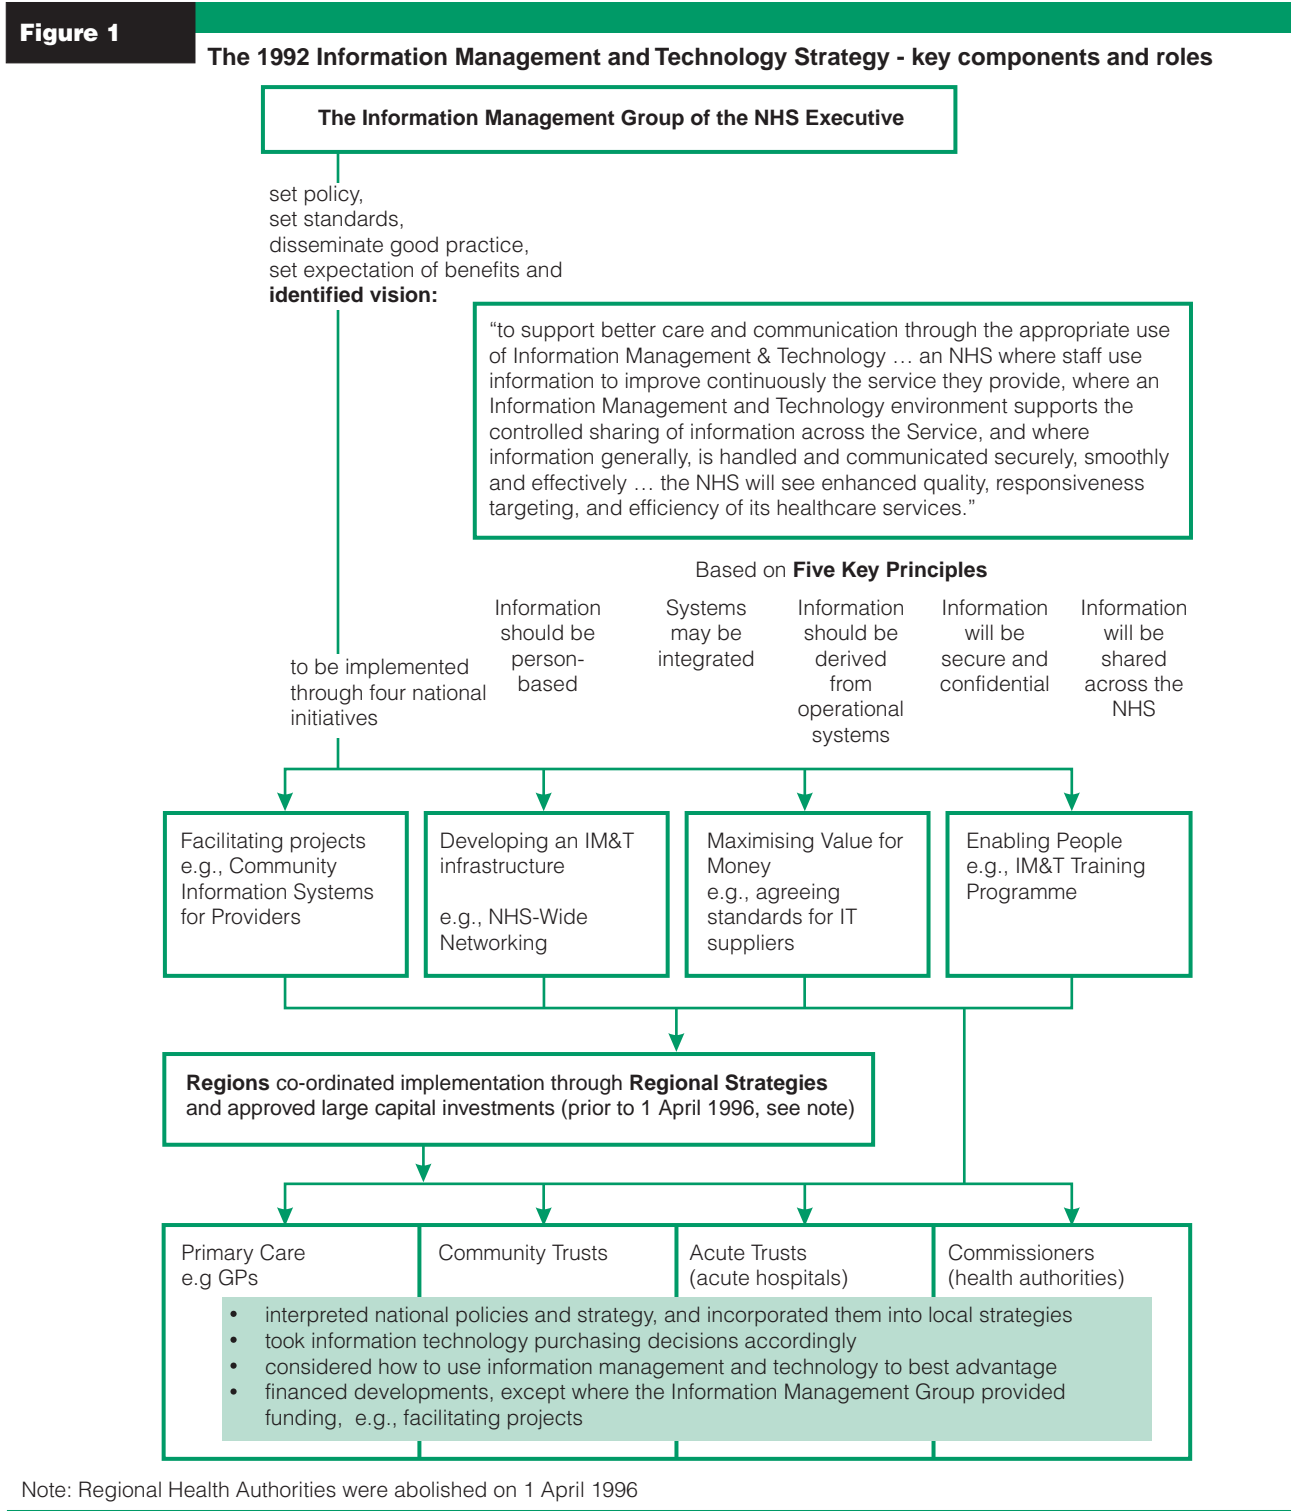 Figure 1
The 1992 Information Management and Technology Strategy - key components and roles
The Information Management Group of the NHS Executive
set policy,
set standards,
disseminate good practice,
set expectation of benefits and
identified vision:
“to support better care and communication through the appropriate use
of Information Management & Technology … an NHS where staff use
information to improve continuously the service they provide, where an
Information Management and Technology environment supports the
controlled sharing of information across the Service, and where
information generally, is handled and communicated securely, smoothly
and effectively … the NHS will see enhanced quality, responsiveness
targeting, and efficiency of its healthcare services.”
Based on Five Key Principles
Information
should be
person-
based
Systems
may be
integrated
Information
should be
derived
from
operational
systems
Information
will be
secure and
confidential
Information
will be
shared
across the
NHS
to be implemented
through four national
initiatives
Facilitating projects
e.g., Community
Information Systems
for Providers
Developing an IM&T
infrastructure
e.g., NHS-Wide
Networking
Maximising Value for
Money
e.g., agreeing
standards for IT
suppliers
Enabling People
e.g., IM&T Training
Programme
Regions co-ordinated implementation through Regional Strategies
and approved large capital investments (prior to 1 April 1996, see note)
Primary Care
e.g GPs
Community Trusts
Acute Trusts
(acute hospitals)
Commissioners
(health authorities)
• interpreted national policies and strategy, and incorporated them into local strategies
• took information technology purchasing decisions accordingly
• considered how to use information management and technology to best advantage
• financed developments, except where the Information Management Group provided
funding, e.g., facilitating projects
Note: Regional Health Authorities were abolished on 1 April 1996